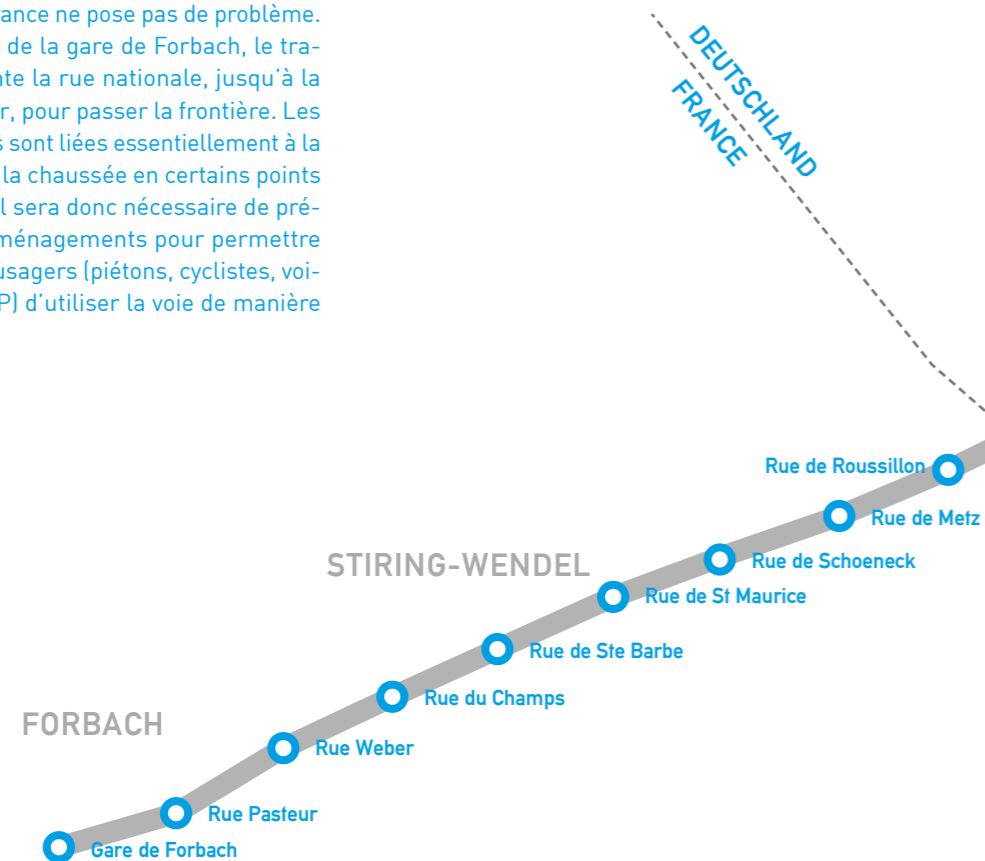 ance ne pose pas de problème.
de la gare de Forbach, le tra-
nte la rue nationale, jusqu'à la
r, pour passer la frontière. Les
s sont liées essentiellement à la
la chaussée en certains points
l sera donc nécessaire de pré-
ménagements pour permettre
usagers (piétons, cyclistes, voi-
P) d'utiliser la voie de manière
DEUTSCHLAND
FRANCE
Rue de Roussillon
Rue de Metz
Rue de Schoeneck
STIRING-WENDEL
Rue de St Maurice
Rue de Ste Barbe
Rue du Champs
FORBACH
Rue Weber
Rue Pasteur
Gare de Forbach